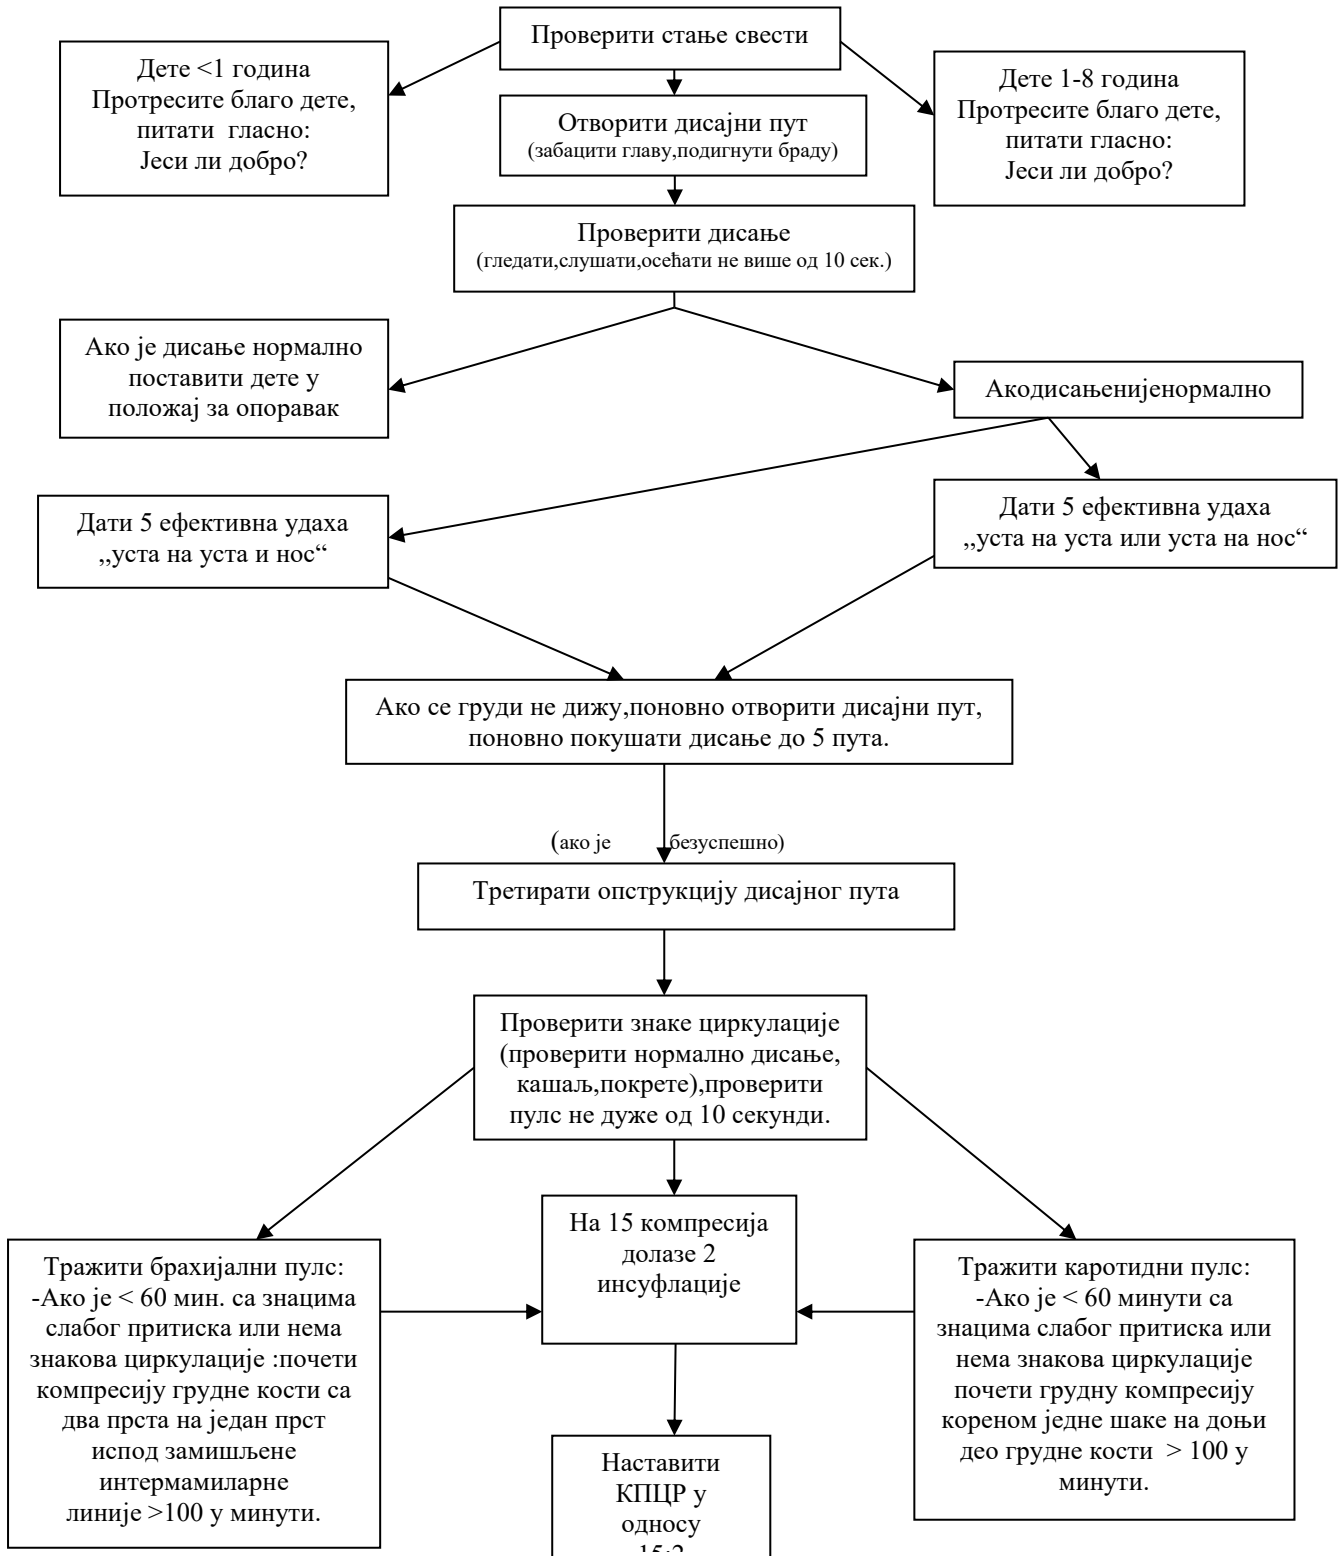 Проверити стање свести
Дете <1 година
Протресите благо дете,
питати гласно:
Јеси ли добро?
Дете 1-8 година
Протресите благо дете,
питати гласно:
Јеси ли добро?
Отворити дисајни пут
(забацити главу,подигнути браду)
Проверити дисање
(гледати,слушати,осећати не више од 10 сек.)
Ако је дисање нормално
поставити дете у
положај за опоравак
Акодисањенијенормално
Дати 5 ефективна удаха
,,уста на уста и нос“
Дати 5 ефективна удаха
,,уста на уста или уста на нос“
Ако се груди не дижу,поновно отворити дисајни пут,
поновно покушати дисање до 5 пута.
(ако је безуспешно)
Третирати опструкцију дисајног пута
Проверити знаке циркулације
(проверити нормално дисање,
кашаљ,покрете),проверити
пулс не дуже од 10 секунди.
Тражити брахијални пулс:
-Ако је < 60 мин. са знацима
слабог притиска или нема
знакова циркулације :почети
компресију грудне кости са
два прста на један прст
испод замишљене
интермамиларне
линије >100 у минути.
На 15 компресија
долазе 2
инсуфлације
Тражити каротидни пулс:
-Ако је < 60 минути са
знацима слабог притиска или
нема знакова циркулације
почети грудну компресију
кореном једне шаке на доњи
део грудне кости > 100 у
минути.
Наставити
КПЦР у
односу
15:2